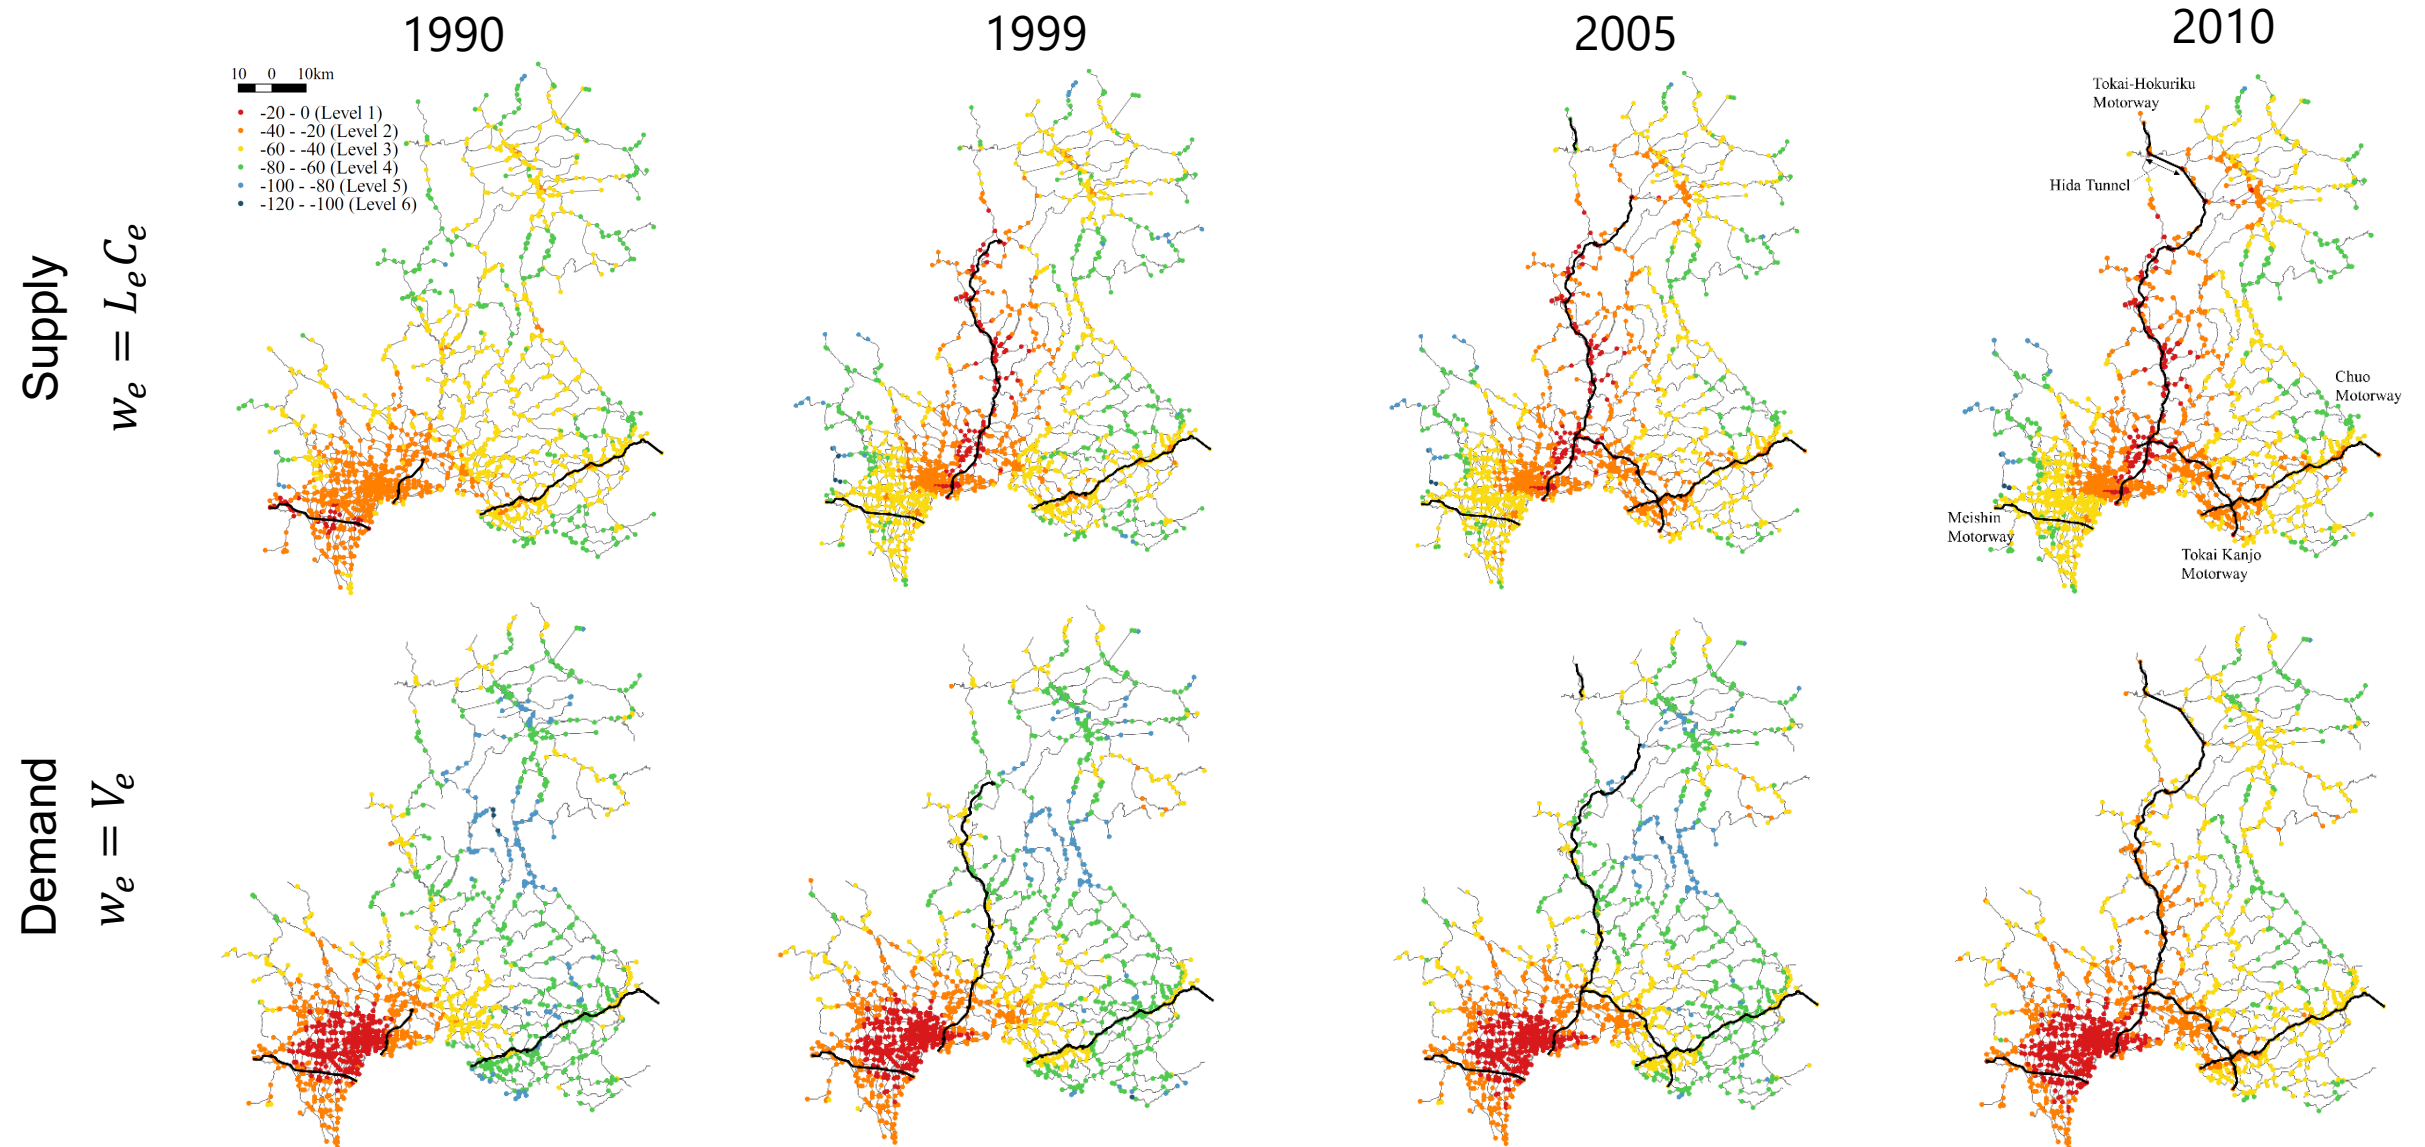 1990
1999
2005
2010
10 0 10km
-20 - 0 (Level 1)
-40 - -20 (Level 2)
-60 - -40 (Level 3)
-80 - -60 (Level 4)
-100 - -80 (Level 5)
-120 - -100 (Level 6)
Supply
w_e = L_e C_e
Tokai-Hokuriku
Motorway
Hida Tunnel
Chuo
Motorway
Meishin
Motorway
Tokai Kanjo
Motorway
Demand
w_e = V_e